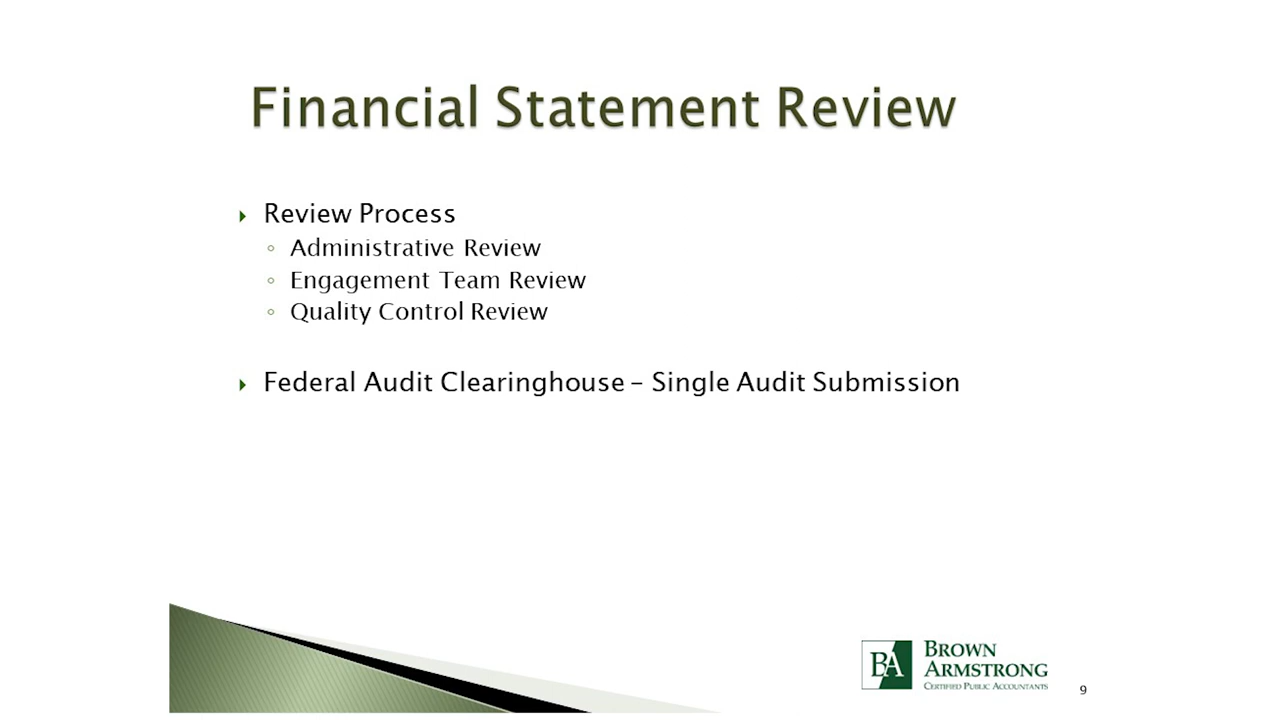 Financial Statement Review
Review Process
Administrative Review
Engagement Team Review
Quality Control Review
Federal Audit Clearinghouse – Single Audit Submission
BA
BROWN
ARMSTRONG
CERTIFIED PUBLIC ACCOUNTANTS
9